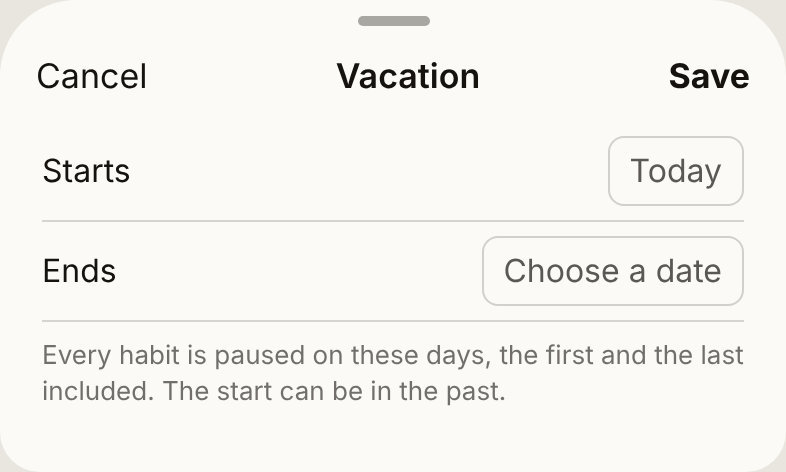 Cancel Vacation Save
Starts Today
Ends Choose a date
Every habit is paused on these days, the first and the last
included. The start can be in the past.